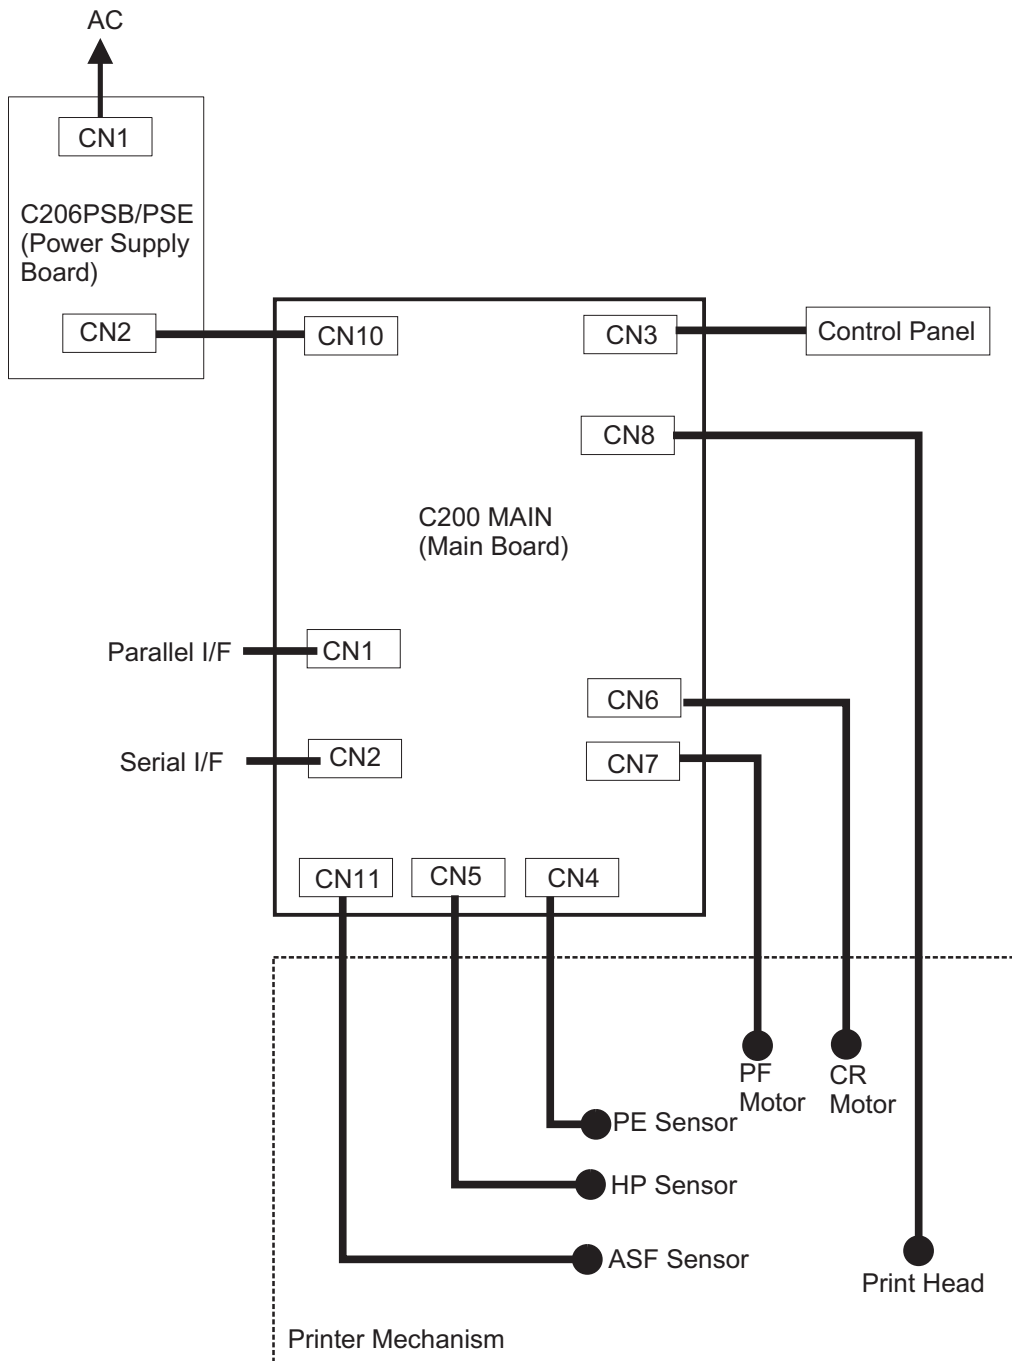 AC
CN1
C206PSB/PSE
(Power Supply
Board)
CN2
CN10
CN3
Control Panel
CN8
C200 MAIN
(Main Board)
Parallel I/F
CN1
CN6
Serial I/F
CN2
CN7
CN11
CN5
CN4
PF
Motor
CR
Motor
PE Sensor
HP Sensor
ASF Sensor
Print Head
Printer Mechanism